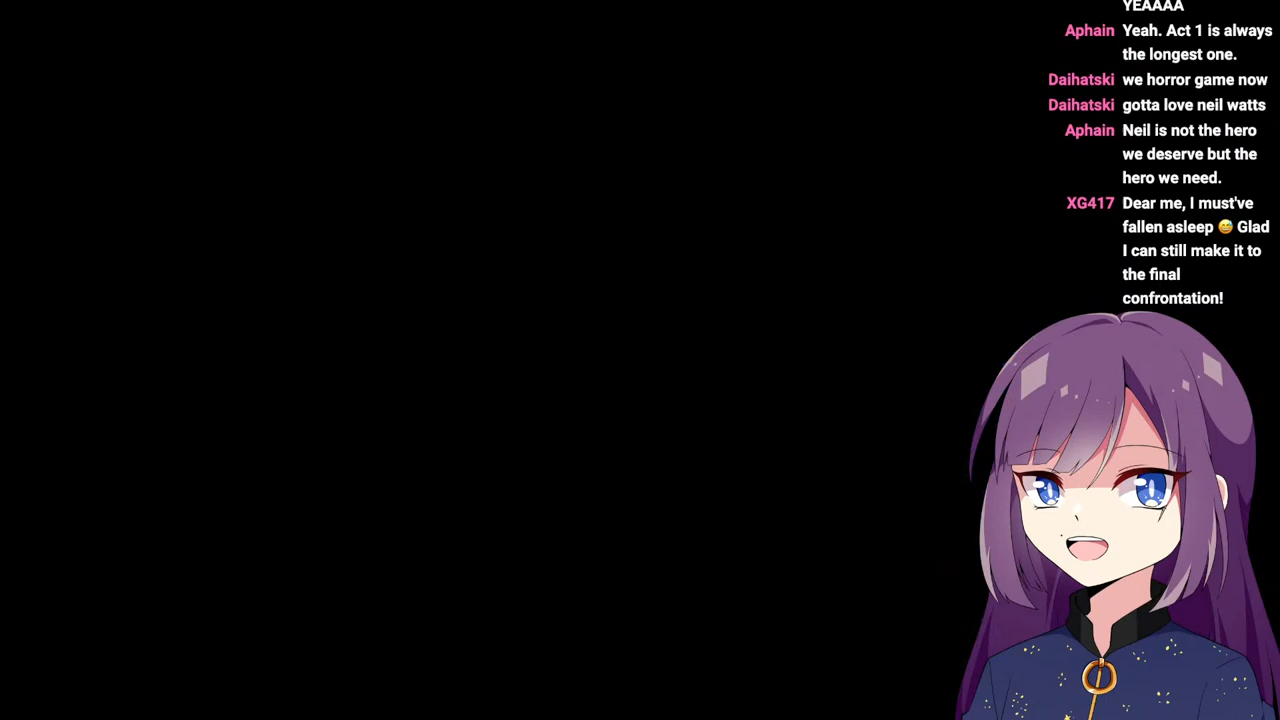 YEAAAA
Aphain Yeah. Act 1 is always
the longest one.
Daihatski we horror game now
Daihatski gotta love neil watts
Aphain Neil is not the hero
we deserve but the
hero we need.
XG417 Dear me, I must've
fallen asleep 😅 Glad
I can still make it to
the final
confrontation!